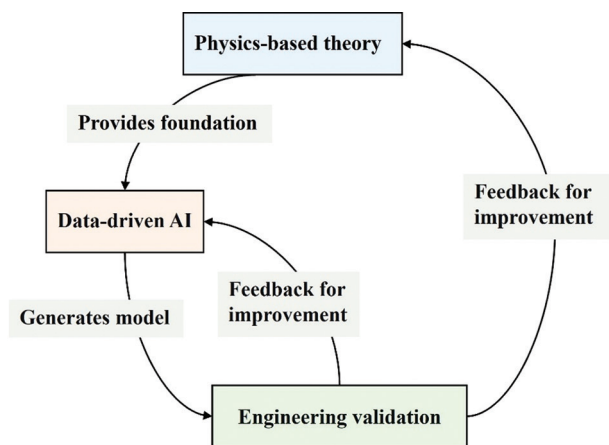 Physics-based theory
Provides foundation
Data-driven AI
Feedback for
improvement
Feedback for
improvement
Generates model
Engineering validation